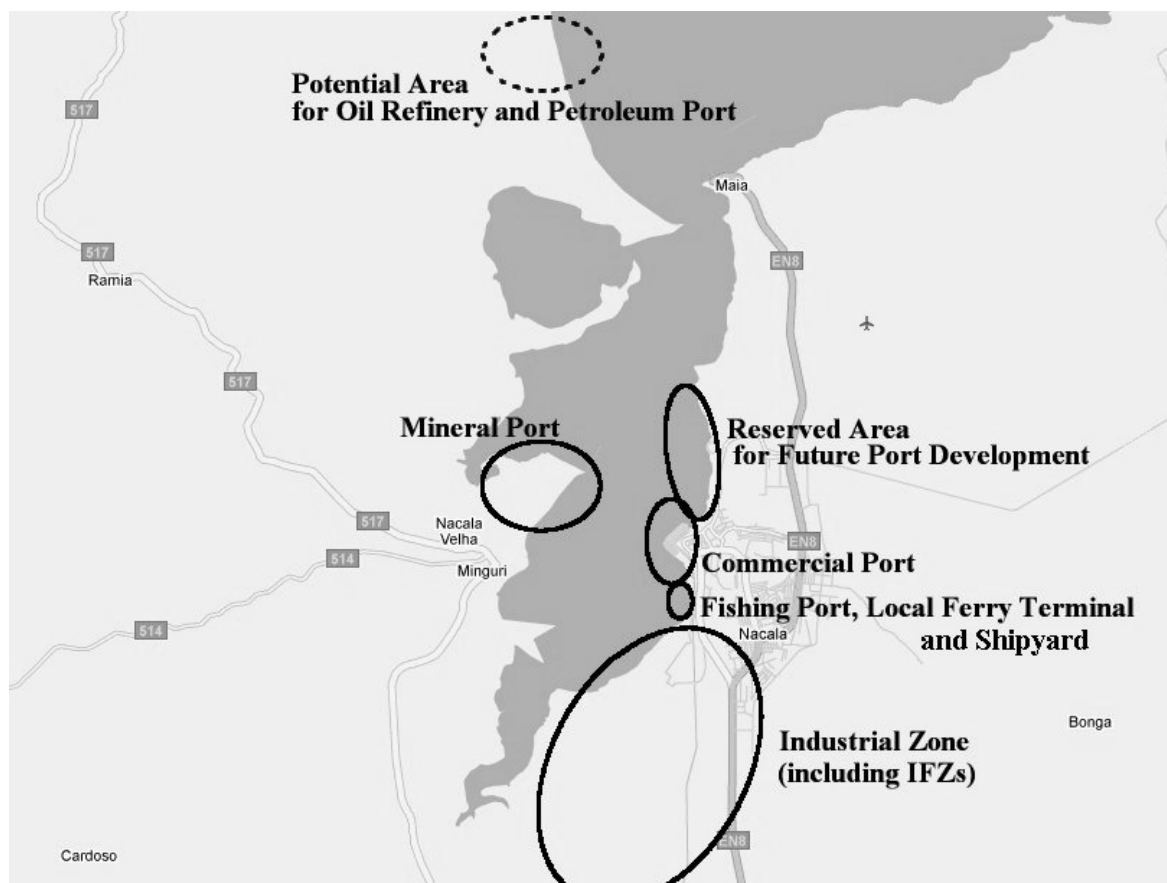 Potential Area
for Oil Refinery and Petroleum Port
517
Maia
517
EN8
Ramia
517
Mineral Port
Reserved Area
for Future Port Development
517
Nacala
Velha
EN8
514
Minguri
Commercial Port
Fishing Port, Local Ferry Terminal
and Shipyard
514
Nacala
Bonga
Industrial Zone
(including IFZs)
EN8
Cardoso